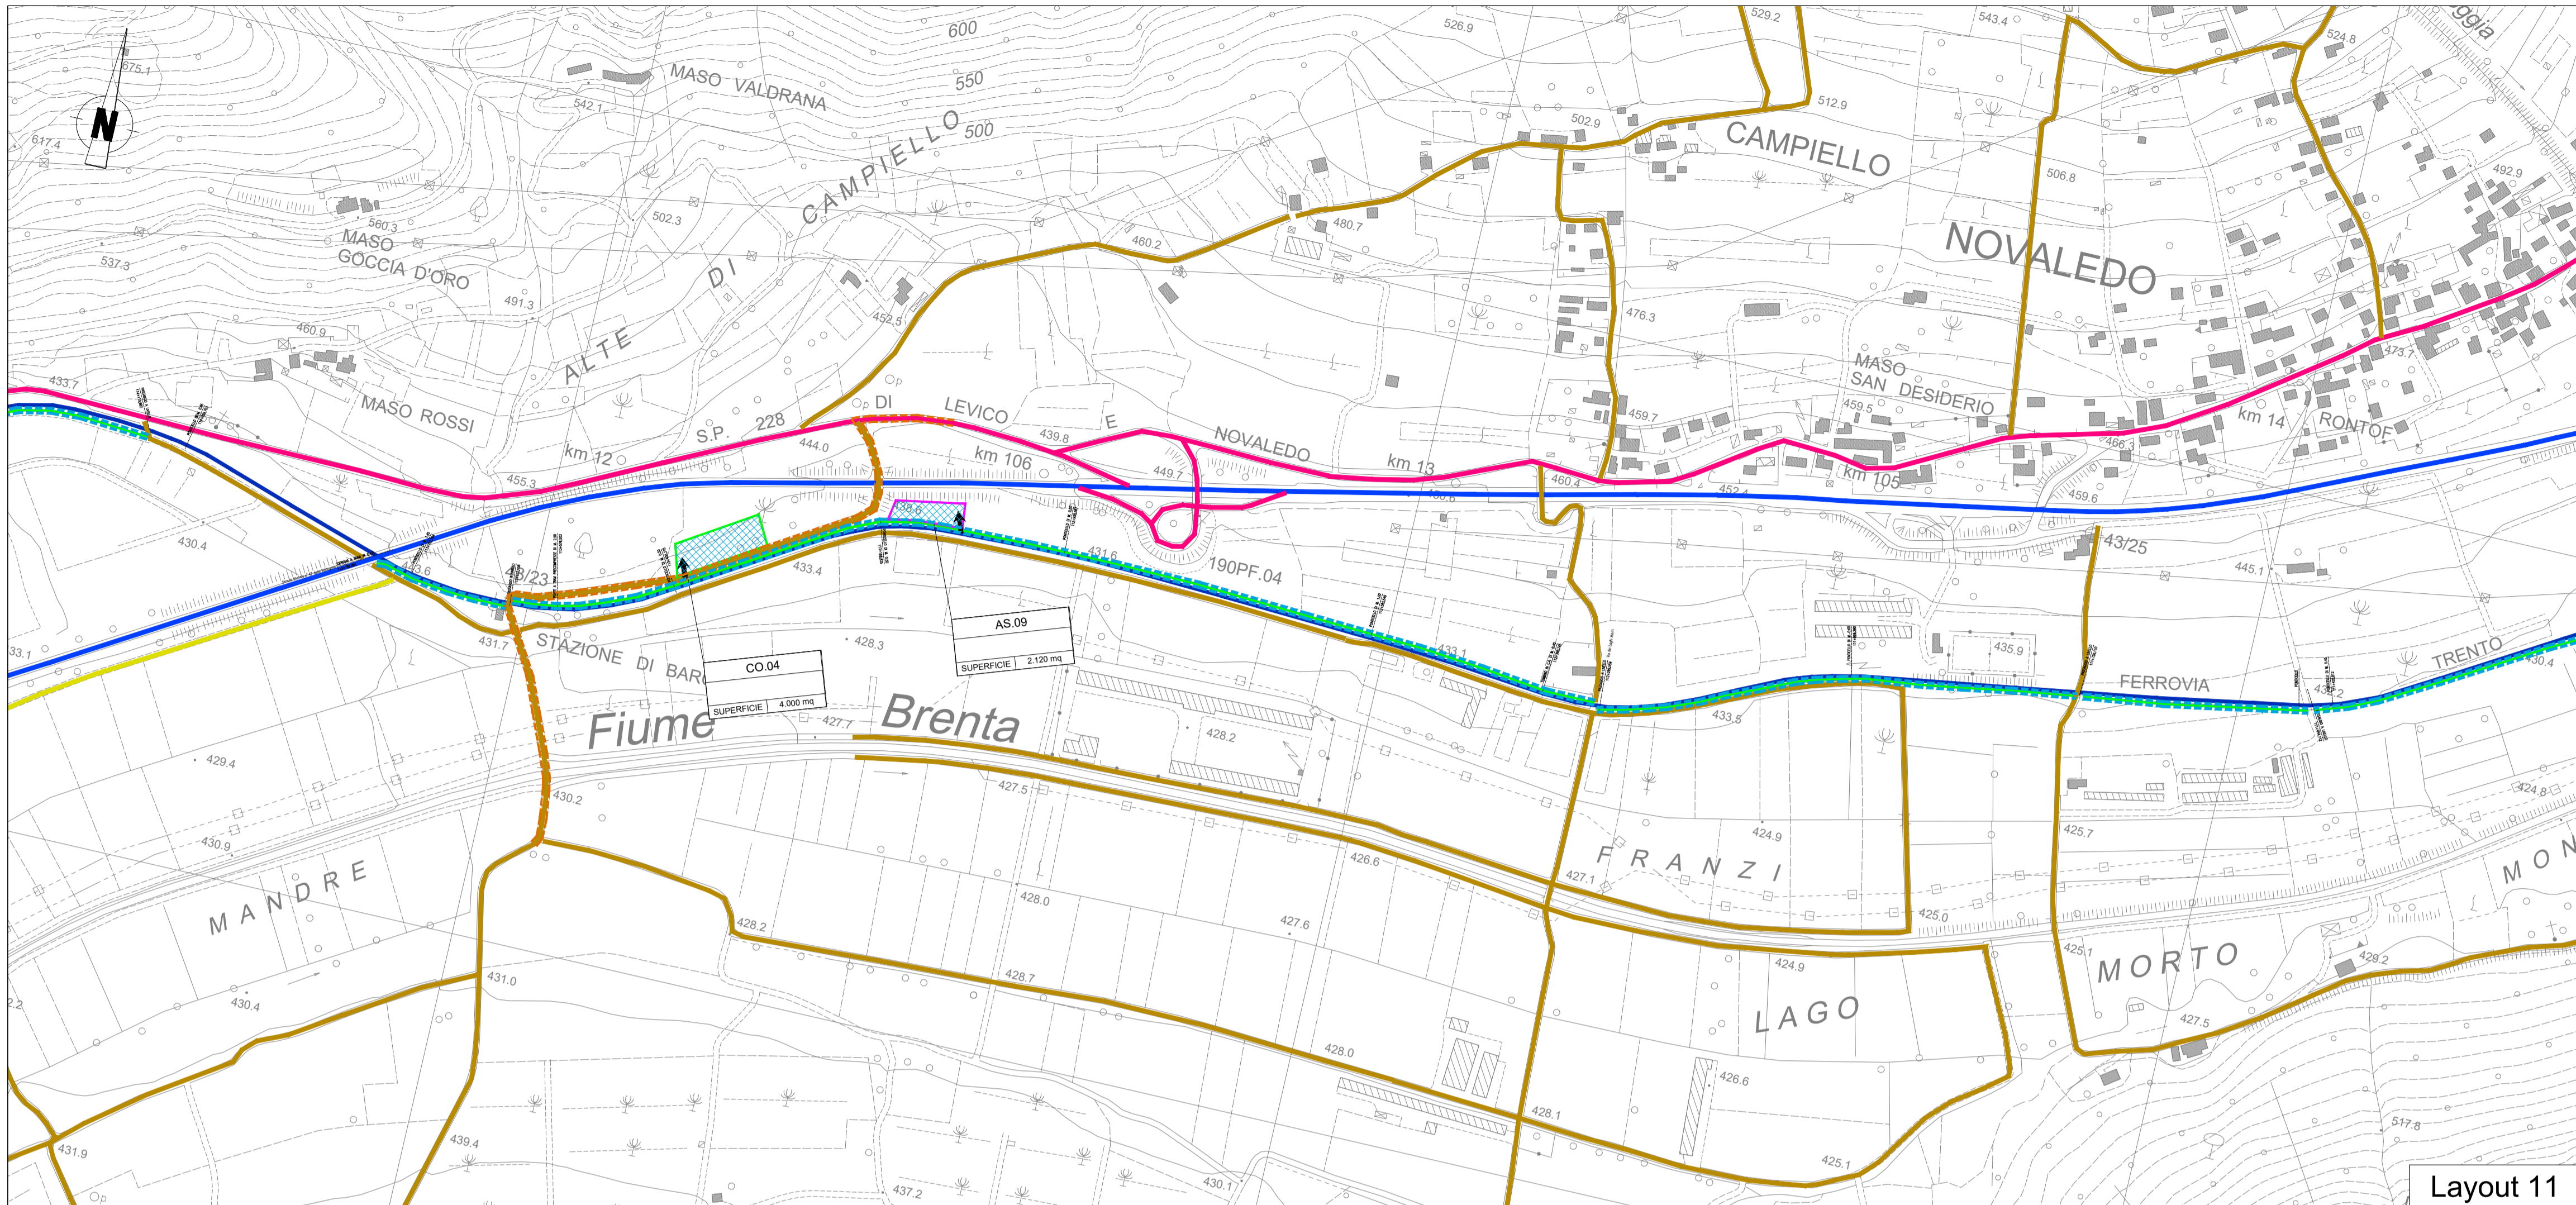 N
675.1
617.4
600
550
500
MASO VALDRANA
542.1
526.9
529.2
543.4
524.8
512.9
502.9
CAMPIELLO
506.8
492.9
NOVALEDO
ALTE DI CAMPIELLO
502.3
560.3
MASO
GOCCIA D'ORO
537.3
491.3
480.7
460.2
452.5
460.9
476.3
433.7
MASO ROSSI
S.P. 228 DI LEVICO E NOVALEDO
km 12
444.0
455.3
439.8
km 106
449.7
km 13
460.4
459.7
MASO
SAN DESIDERIO
459.5
km 105
452.4
466.3
km 14
RONTOF
473.7
459.6
43/25
445.1
430.4
438.6
433.4
431.6
190PF.04
433.1
431.7
STAZIONE DI BARC
428.3
CO.04
SUPERFICIE 4.000 mq
AS.09
SUPERFICIE 2.120 mq
Fiume Brenta
427.7
428.2
435.9
FERROVIA
TRENTO
430.4
433.5
33.1
429.4
430.2
427.5
426.6
424.9
FRANZI
427.1
425.7
424.8
430.9
MANDRE
428.2
428.0
427.6
425.0
425.1
MORTO
MON
429.2
431.0
430.4
2.2
428.7
424.9
LAGO
427.5
428.0
426.6
428.1
425.1
517.8
439.4
431.9
437.2
430.1
Layout 11